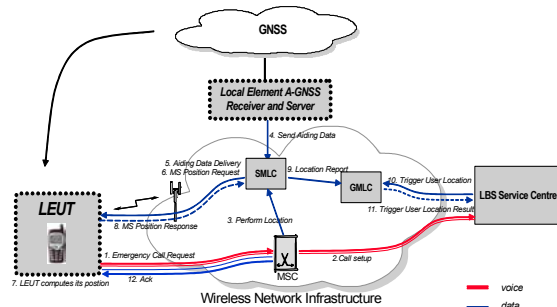 GNSS
Local Element A-GNSS
Receiver and Server
4. Send Aiding Data
5. Aiding Data Delivery
6. MS Position Request
SMLC
9. Location Report
GMLC
10. Trigger User Location
11. Trigger User Location Result
LBS Service Centre
LEUT
8. MS Position Response
3. Perform Location
1. Emergency Call Request
MSC
2.Call setup
7. LEUT computes its postion
12. Ack
Wireless Network Infrastructure
voice
data